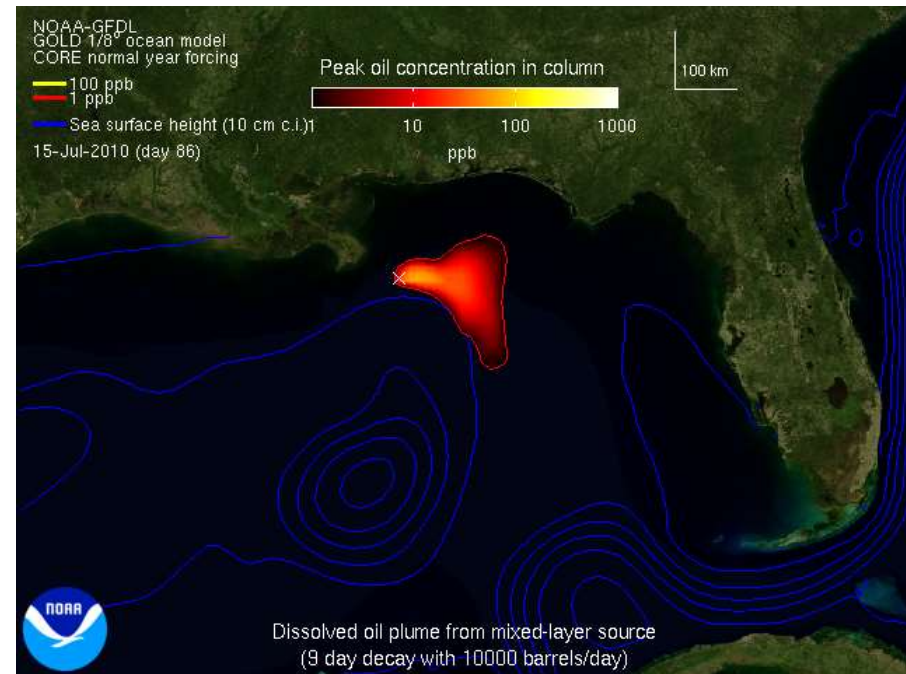 NOAA-GFDL
GOLD 1/8° ocean model
CORE normal year forcing
100 ppb
1 ppb
Sea surface height (10 cm c.i.)
15-Jul-2010 (day 86)
Peak oil concentration in column
1 10 100 1000
ppb
100 km
NOAA
Dissolved oil plume from mixed-layer source
(9 day decay with 10000 barrels/day)